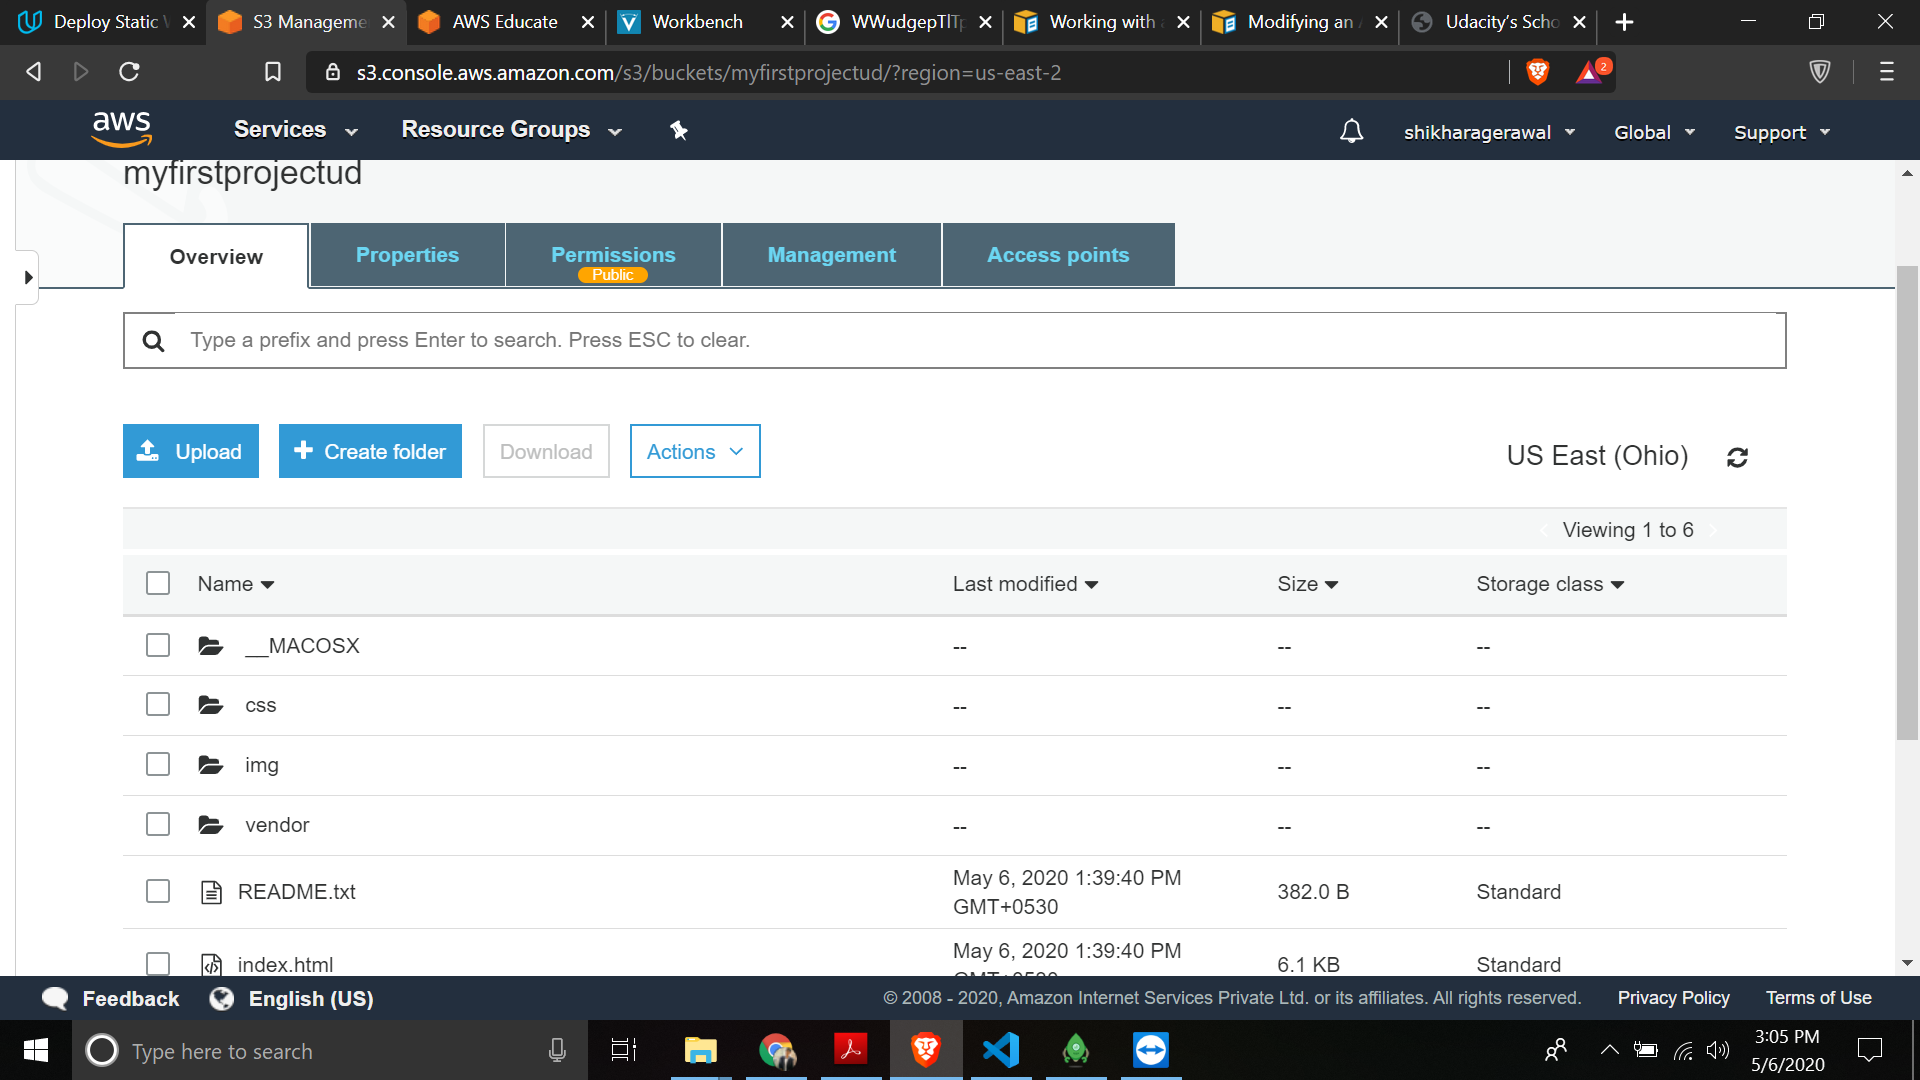 Deploy Static W
S3 Manageme
AWS Educate
Workbench
WWudgepTlTp
Working with a
Modifying an A
Udacity's Scho
s3.console.aws.amazon.com/s3/buckets/myfirstprojectud/?region=us-east-2
2
aws
Services
Resource Groups
shikharagerawal
Global
Support
myfirstprojectud
Overview
Properties
Permissions
Public
Management
Access points
Type a prefix and press Enter to search. Press ESC to clear.
Upload
Create folder
Download
Actions
US East (Ohio)
Viewing 1 to 6
Name
Last modified
Size
Storage class
__MACOSX
--
--
--
css
--
--
--
img
--
--
--
vendor
--
--
--
README.txt
May 6, 2020 1:39:40 PM
GMT+0530
382.0 B
Standard
index.html
May 6, 2020 1:39:40 PM
GMT+0530
6.1 KB
Standard
Feedback
English (US)
© 2008 - 2020, Amazon Internet Services Private Ltd. or its affiliates. All rights reserved.
Privacy Policy
Terms of Use
Type here to search
3:05 PM
5/6/2020